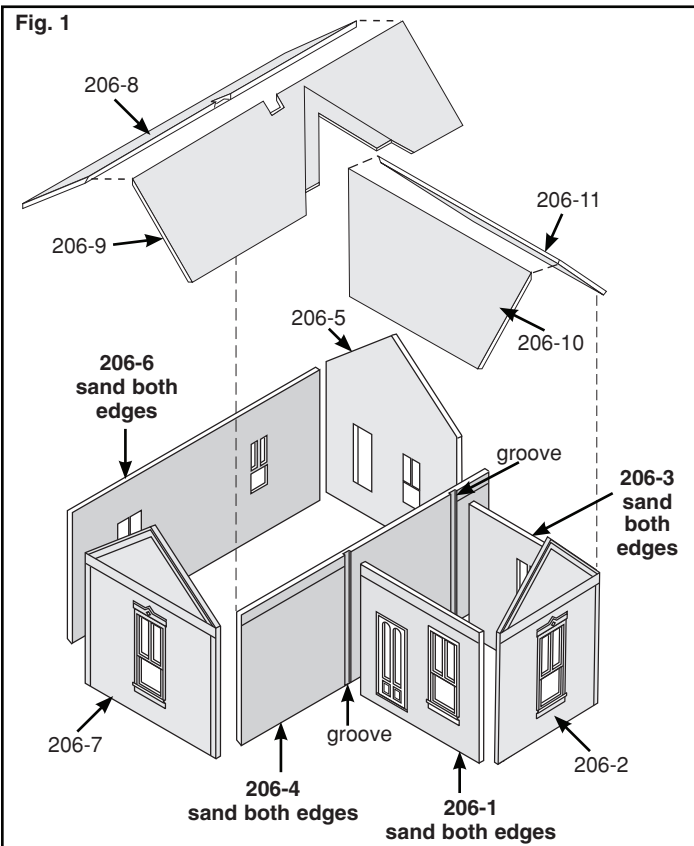 Fig. 1
206-8
206-9
206-11
206-10
206-5
206-6
sand both
edges
groove
206-3
sand
both
edges
206-7
groove
206-2
206-4
sand both edges
206-1
sand both edges